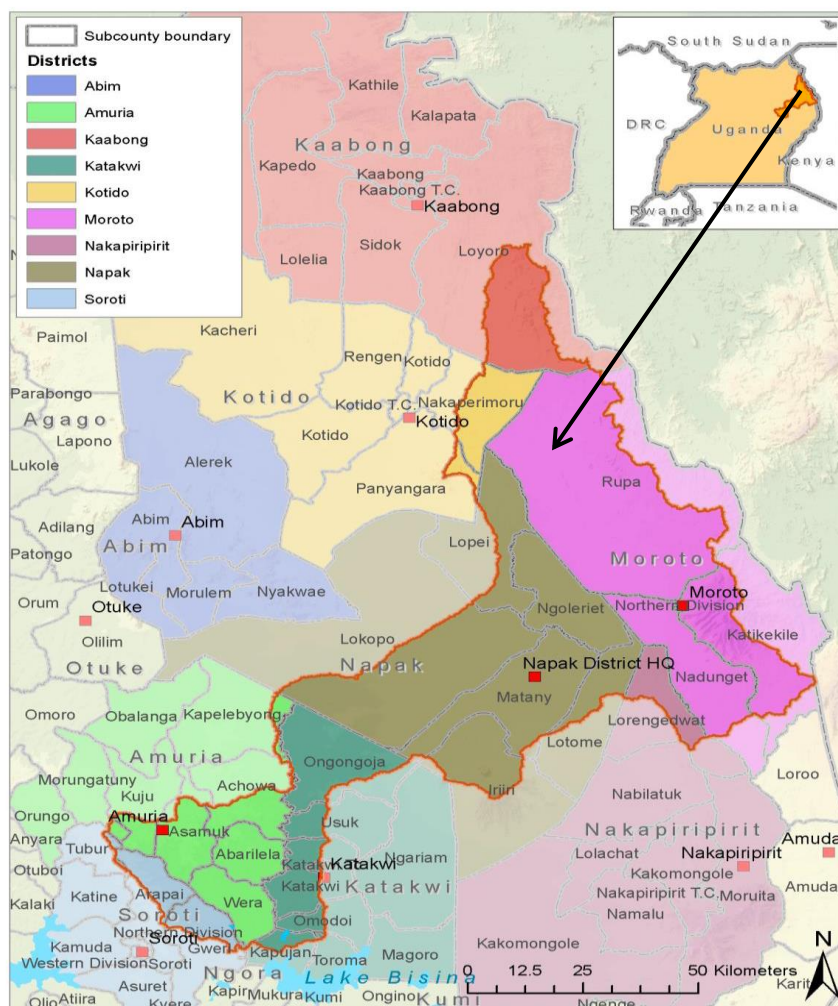 Subcounty boundary
Districts
Abim
Amuria
Kaabong
Katakwi
Kotido
Moroto
Nakapiripirit
Napak
Soroti
South Sudan
DRC
Uganda
Kenya
Rwanda
Tanzania
Kathile
Kalapata
Kaabong
Kapedo
Kaabong
Kaabong T.C.
Kaabong
Sidok
Loyoro
Lolelia
Paimol
Kacheri
Rengen
Kotido
Parabongo
Kotido
Nakaperimoru
Kotido T.C.
Agago
Kotido
Kotido
Lapono
Lukole
Alerek
Panyangara
Rupa
Adilang
Abim
Abim
Patongo
Abim
Lopei
Moroto
Lotukei
Nyakwae
Moroto
Orum
Otuke
Morulem
Ngoleriet
Northern Division
Olilim
Katikekile
Lokopo
Otuke
Napak
Napak District HQ
Nadunget
Matany
Omoro
Obalanga
Kapelebyong
Lorengedwat
Lotome
Amuria
Ongongoja
Loroo
Morungatuny
Achowa
Iriiri
Kuju
Nabilatuk
Orungo
Amuria
Asamuk
Usuk
Nakapiripirit
Anyara
Tubur
Abarilela
Ngariam
Lolachat
Nakapiripirit
Amuda
Otuboi
Katakwi
Katakwi
Kakomongole
Katine
Arapai
Katakwi
Nakapiripirit T.C.
Moruita
Amuda
Kalaki
Wera
Soroti
Omodoi
Namalu
Northern Division
Kamuda
Soroti
Gweri
Kapujan
Magoro
Kakomongole
Western Division
Soroti
Toroma
Ngora
Lake Bisina
Asuret
Kapir
Mukura
Kumi
Ongino
Kumi
Ngenge
Atiira
Kyere
0 12.5 25 50 Kilometers
N